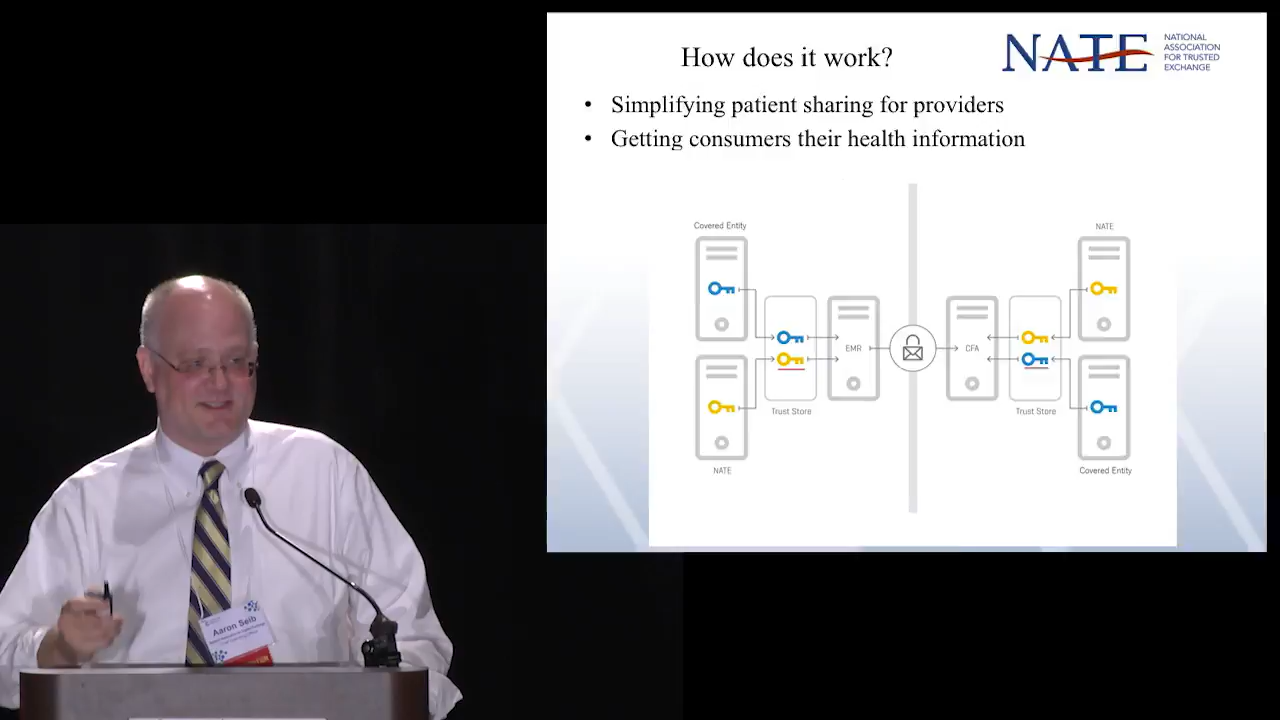 How does it work?
NATE
NATIONAL
ASSOCIATION
FOR TRUSTED
EXCHANGE
• Simplifying patient sharing for providers
• Getting consumers their health information
Covered Entity
NATE
EMR
CFA
Trust Store
Trust Store
NATE
Covered Entity
Aaron Seib